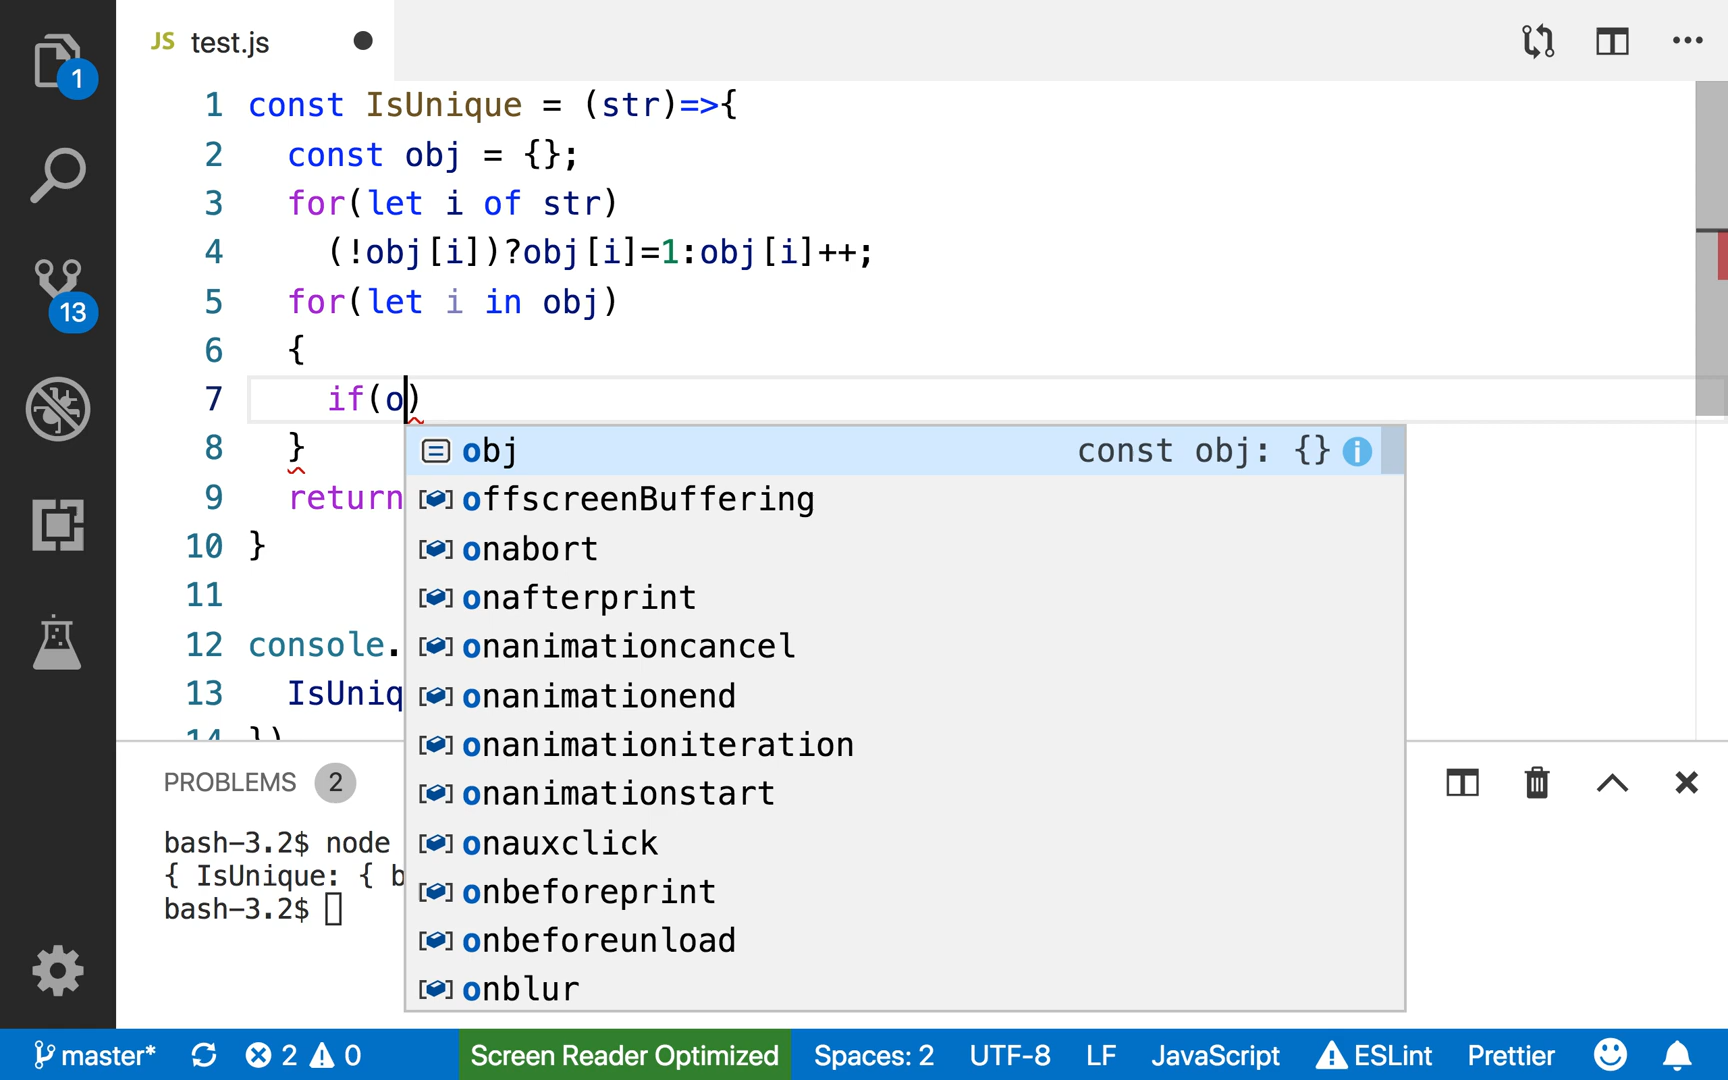 1
13
JS test.js
1 const IsUnique = (str)=>{
2 const obj = {};
3 for(let i of str)
4 (!obj[i])?obj[i]=1:obj[i]++;
5 for(let i in obj)
6 {
7 if(o)
8 }
9 return
10 }
11
12 console.
13 IsUniq
14 })
obj const obj: {}
offscreenBuffering
onabort
onafterprint
onanimationcancel
onanimationend
onanimationiteration
onanimationstart
onauxclick
onbeforeprint
onbeforeunload
onblur
PROBLEMS 2
bash-3.2$ node
{ IsUnique: { b
bash-3.2$
master* 2 0 Screen Reader Optimized Spaces: 2 UTF-8 LF JavaScript ESLint Prettier